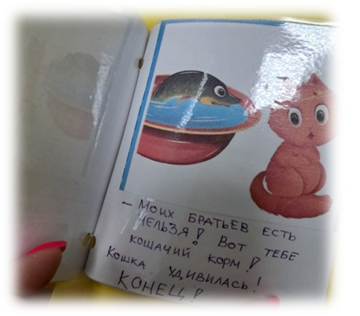 – Моих братьев есть
нельзя! Вот тебе
кошачий корм!
Кошка удивилась!
Конец!